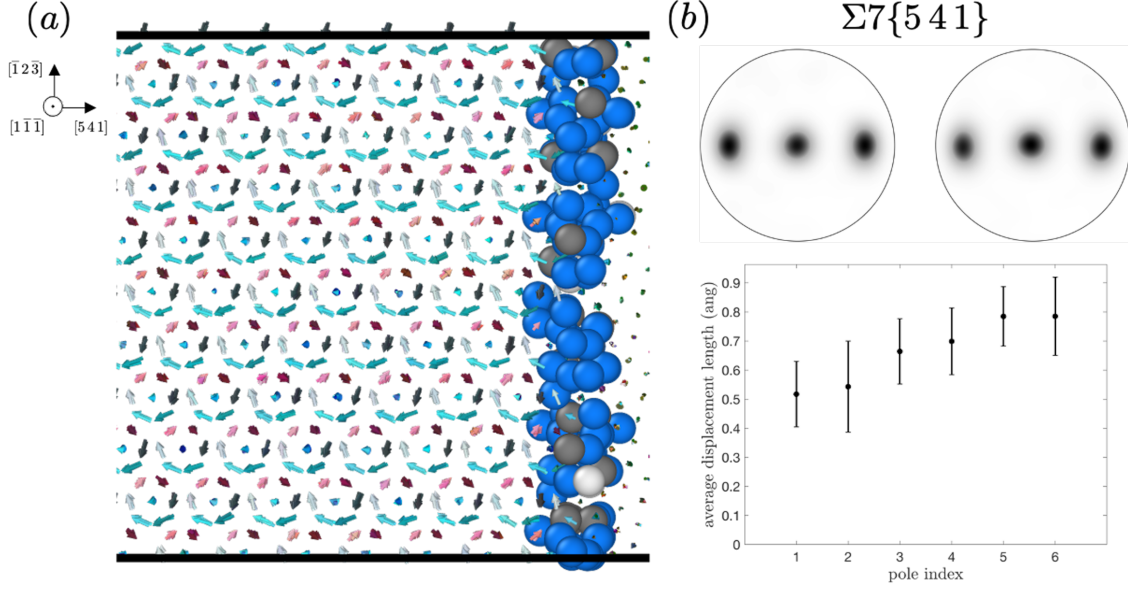 (a)
[1̅ 2 3̅]
[1 1̅ 1̅]
[5 4 1]
(b)
Σ7{5 4 1}
average displacement length (ang)
0.9
0.8
0.7
0.6
0.5
0.4
0.3
0.2
0.1
0
1 2 3 4 5 6
pole index